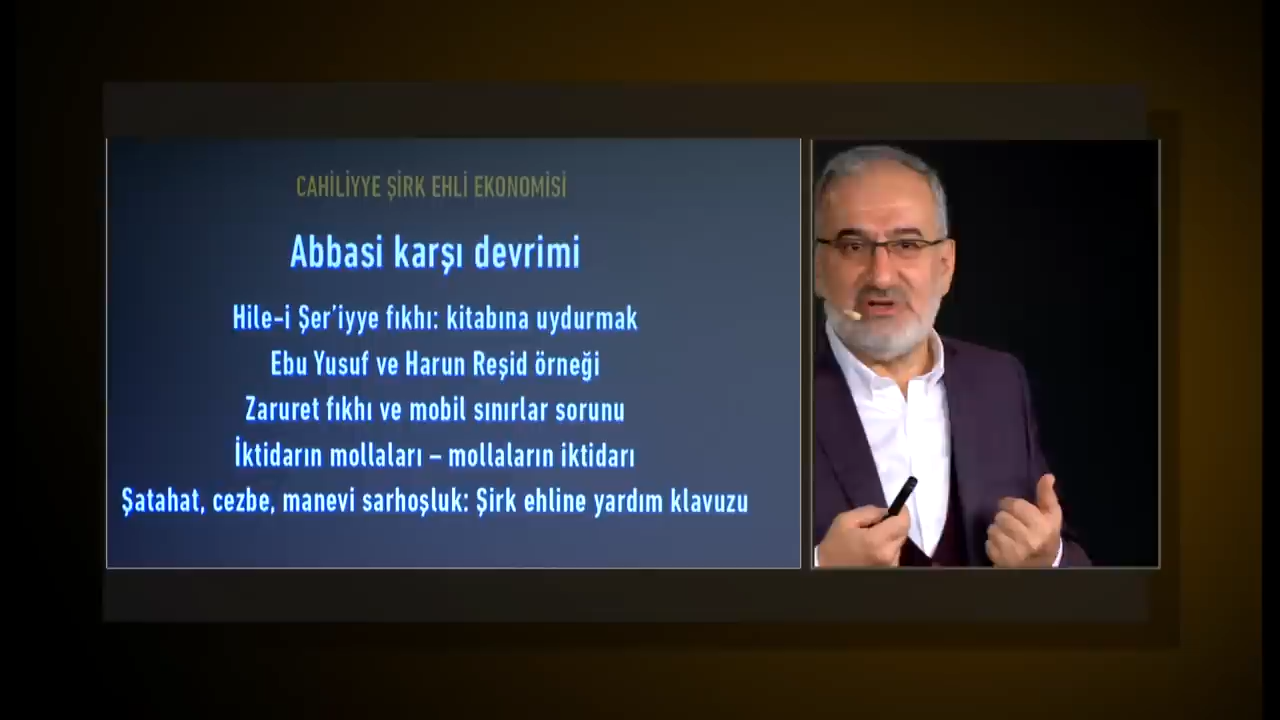 CAHİLİYYE ŞİRK EHLİ EKONOMİSİ
Abbasi karşı devrimi
Hile-i Şer'iyye fıkhı: kitabına uydurmak
Ebu Yusuf ve Harun Reşid örneği
Zaruret fıkhı ve mobil sınırlar sorunu
İktidarın mollaları – mollaların iktidarı
Şatahat, cezbe, manevi sarhoşluk: Şirk ehline yardım klavuzu